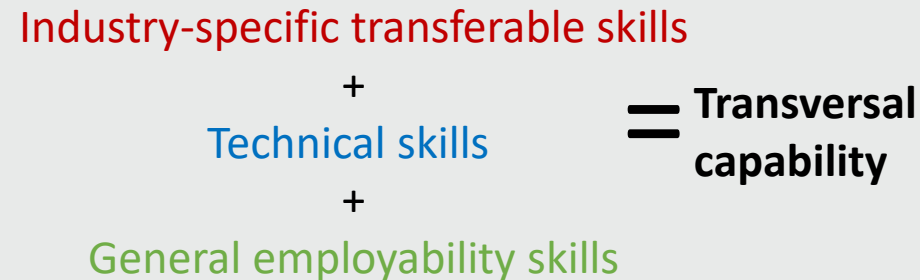 Industry-specific transferable skills
+
Technical skills
+
General employability skills
=
Transversal
capability